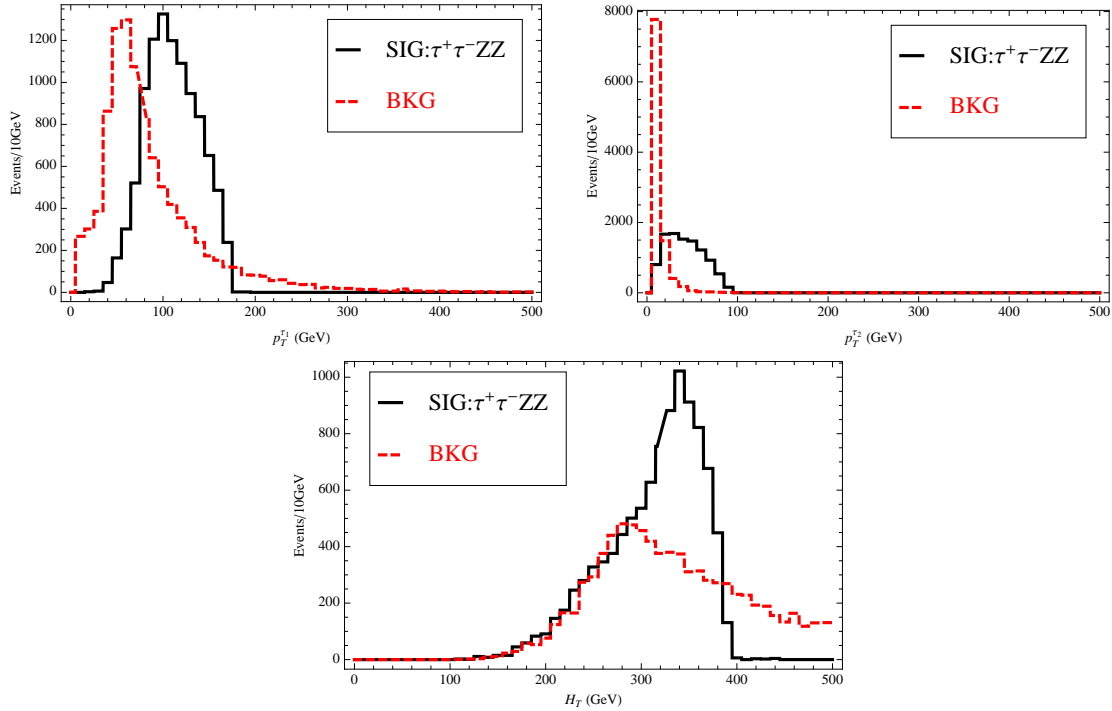 SIG:τ⁺τ⁻ZZ
BKG
Events/10GeV
1200
1000
800
600
400
200
0
0 100 200 300 400 500
p_T^{τ₁} (GeV)
SIG:τ⁺τ⁻ZZ
BKG
Events/10GeV
8000
6000
4000
2000
0
0 100 200 300 400 500
p_T^{τ₂} (GeV)
SIG:τ⁺τ⁻ZZ
BKG
Events/10GeV
1000
800
600
400
200
0
0 100 200 300 400 500
H_T (GeV)